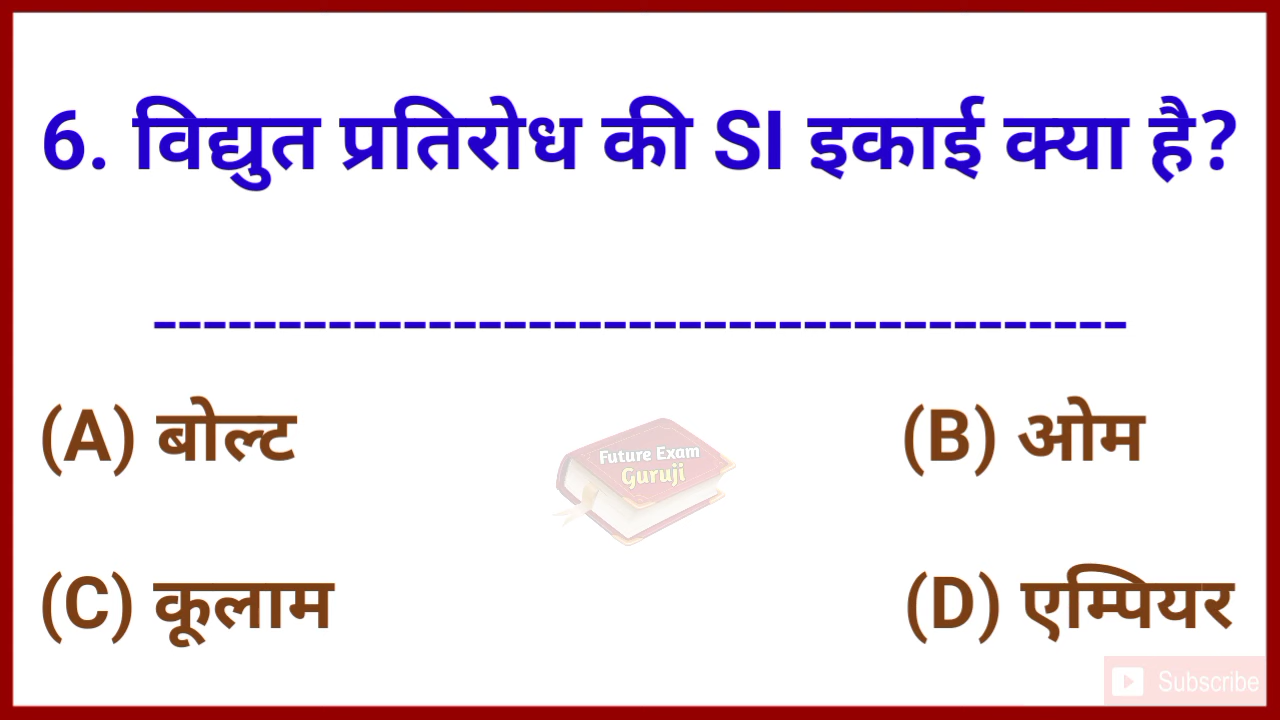 6. विद्युत प्रतिरोध की SI इकाई क्या है?
---------------------------------------
(A) बोल्ट
(B) ओम
Future Exam
Guruji
(C) कूलाम
(D) एम्पियर
Subscribe